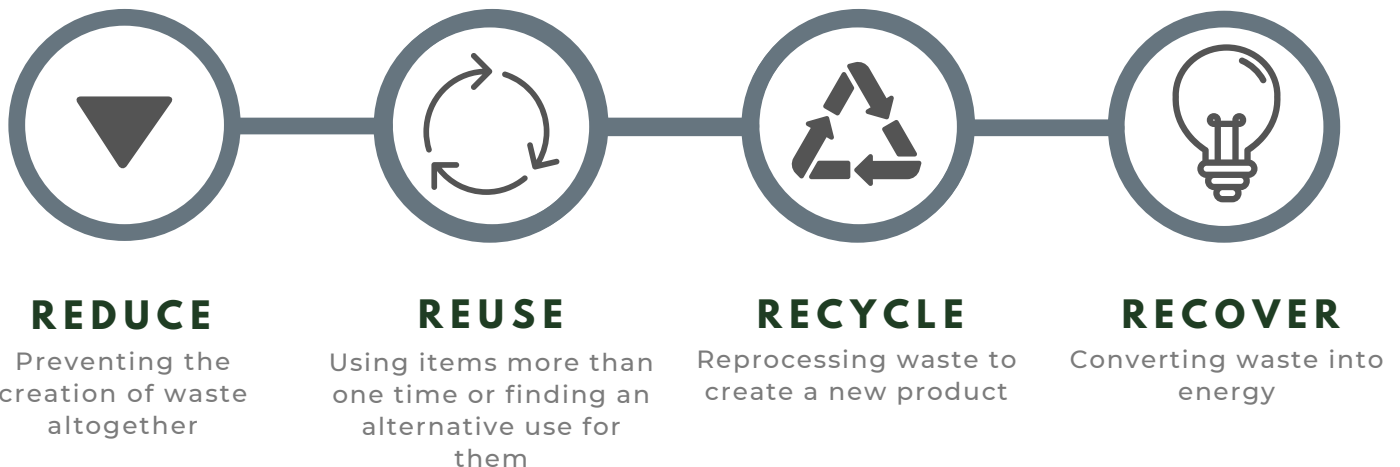 REDUCE
Preventing the
creation of waste
altogether
REUSE
Using items more than
one time or finding an
alternative use for
them
RECYCLE
Reprocessing waste to
create a new product
RECOVER
Converting waste into
energy